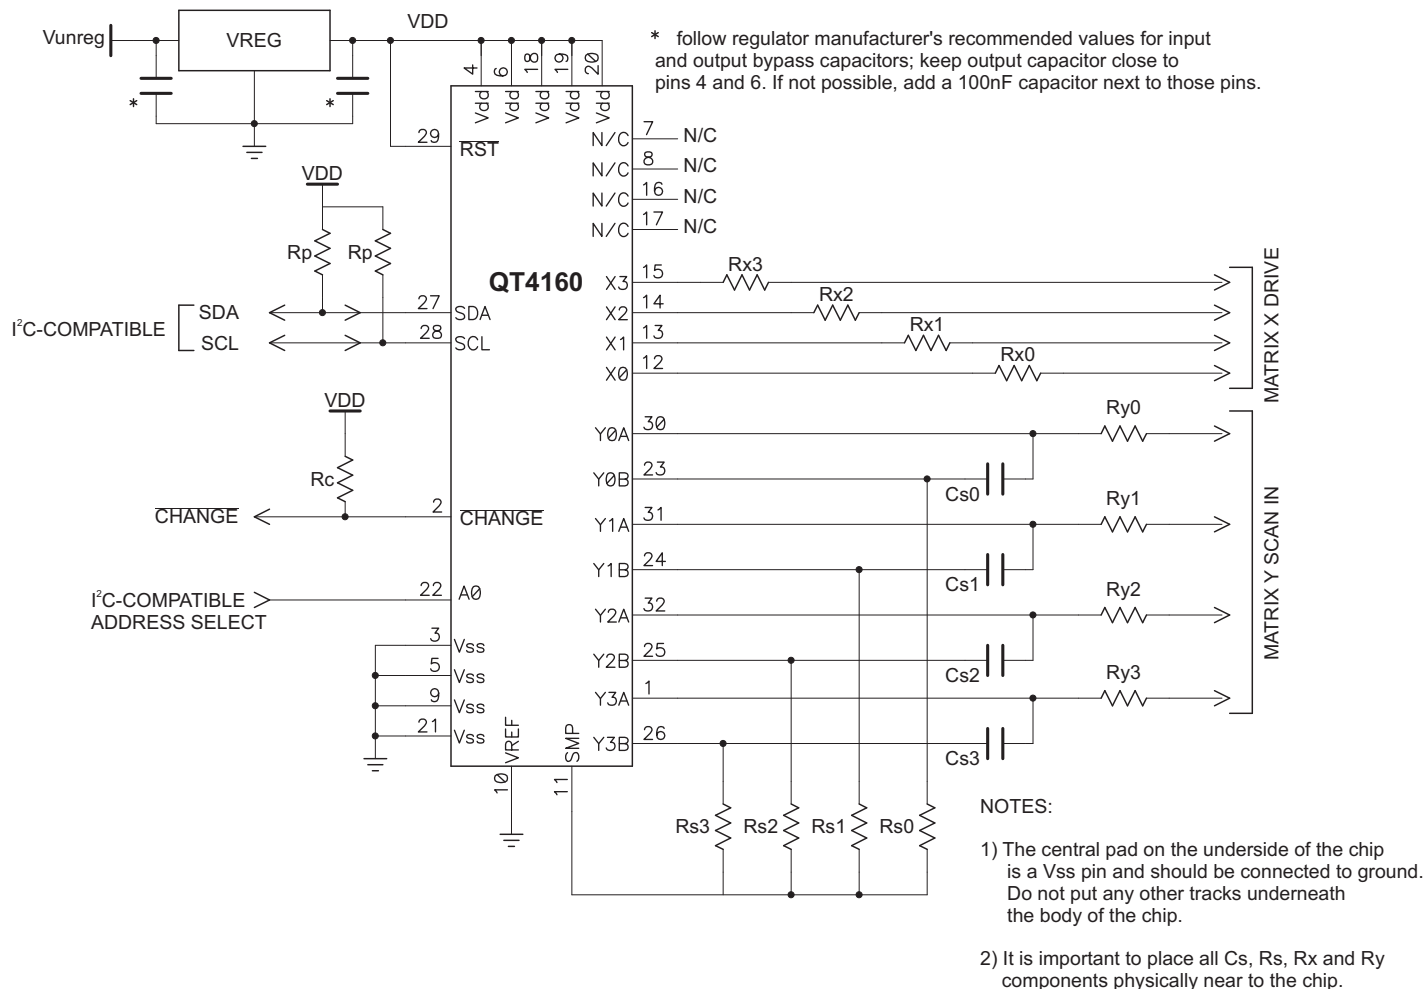 VDD
Vunreg
VREG
* follow regulator manufacturer's recommended values for input
and output bypass capacitors; keep output capacitor close to
pins 4 and 6. If not possible, add a 100nF capacitor next to those pins.
*
*
4
6
18
19
20
Vdd
Vdd
Vdd
Vdd
Vdd
29
RST
N/C
7
N/C
N/C
8
N/C
N/C
16
N/C
N/C
17
N/C
VDD
Rp
Rp
QT4160
X3
15
Rx3
X2
14
Rx2
X1
13
Rx1
X0
12
Rx0
MATRIX X DRIVE
I²C-COMPATIBLE
SDA
27
SDA
SCL
28
SCL
VDD
Rc
CHANGE
2
CHANGE
I²C-COMPATIBLE
ADDRESS SELECT
22
A0
3
Vss
5
Vss
9
Vss
21
Vss
10
VREF
11
SMP
Y0A
30
Ry0
Y0B
23
Cs0
Y1A
31
Ry1
Y1B
24
Cs1
Y2A
32
Ry2
Y2B
25
Cs2
Y3A
1
Ry3
Y3B
26
Cs3
MATRIX Y SCAN IN
Rs3
Rs2
Rs1
Rs0
NOTES:
1) The central pad on the underside of the chip
is a Vss pin and should be connected to ground.
Do not put any other tracks underneath
the body of the chip.
2) It is important to place all Cs, Rs, Rx and Ry
components physically near to the chip.